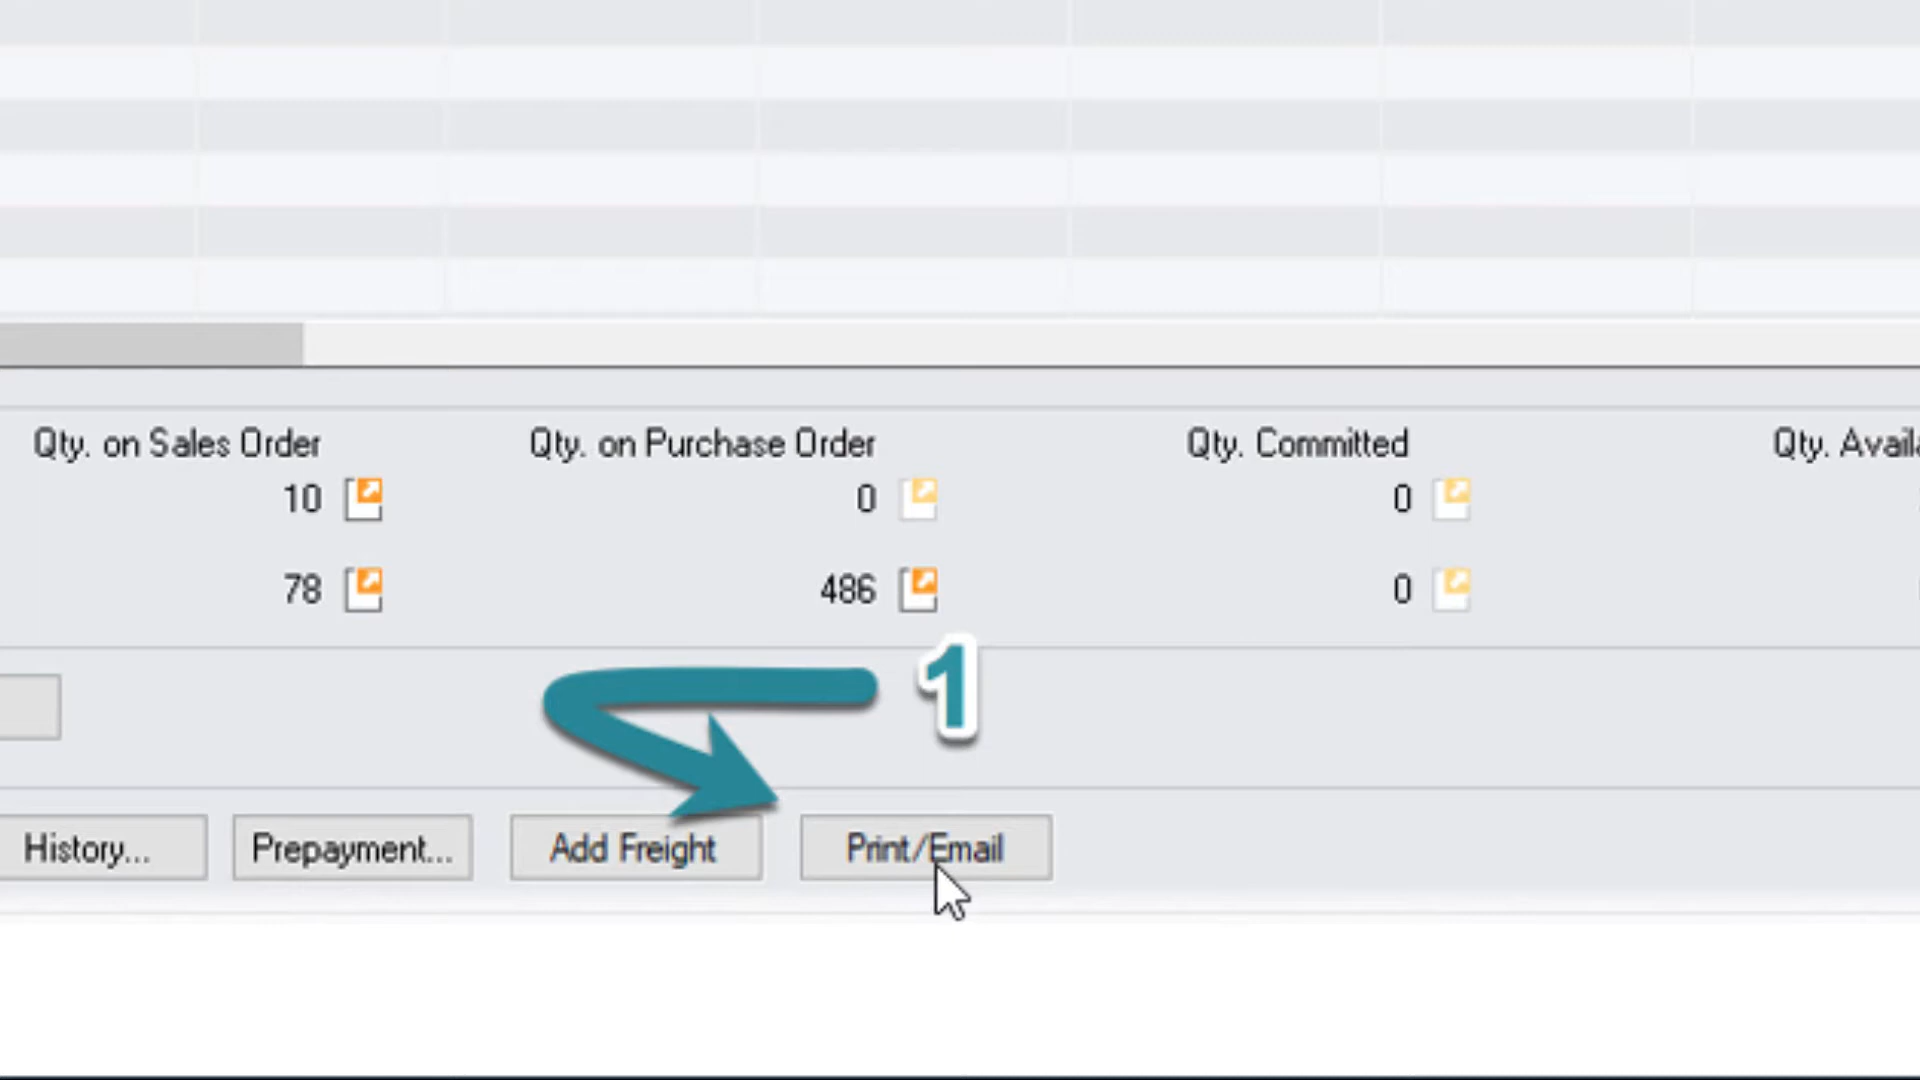 Qty. on Sales Order Qty. on Purchase Order Qty. Committed Qty.
10 0 0
78 486 0
1
History... Prepayment... Add Freight Print/Email